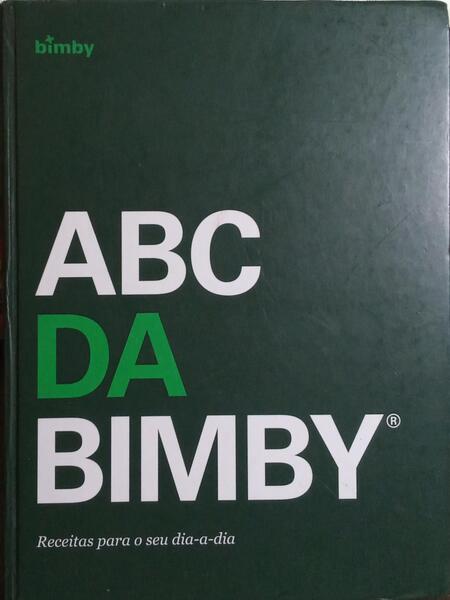 bimby
ABC
DA
BIMBY®
Receitas para o seu dia-a-dia